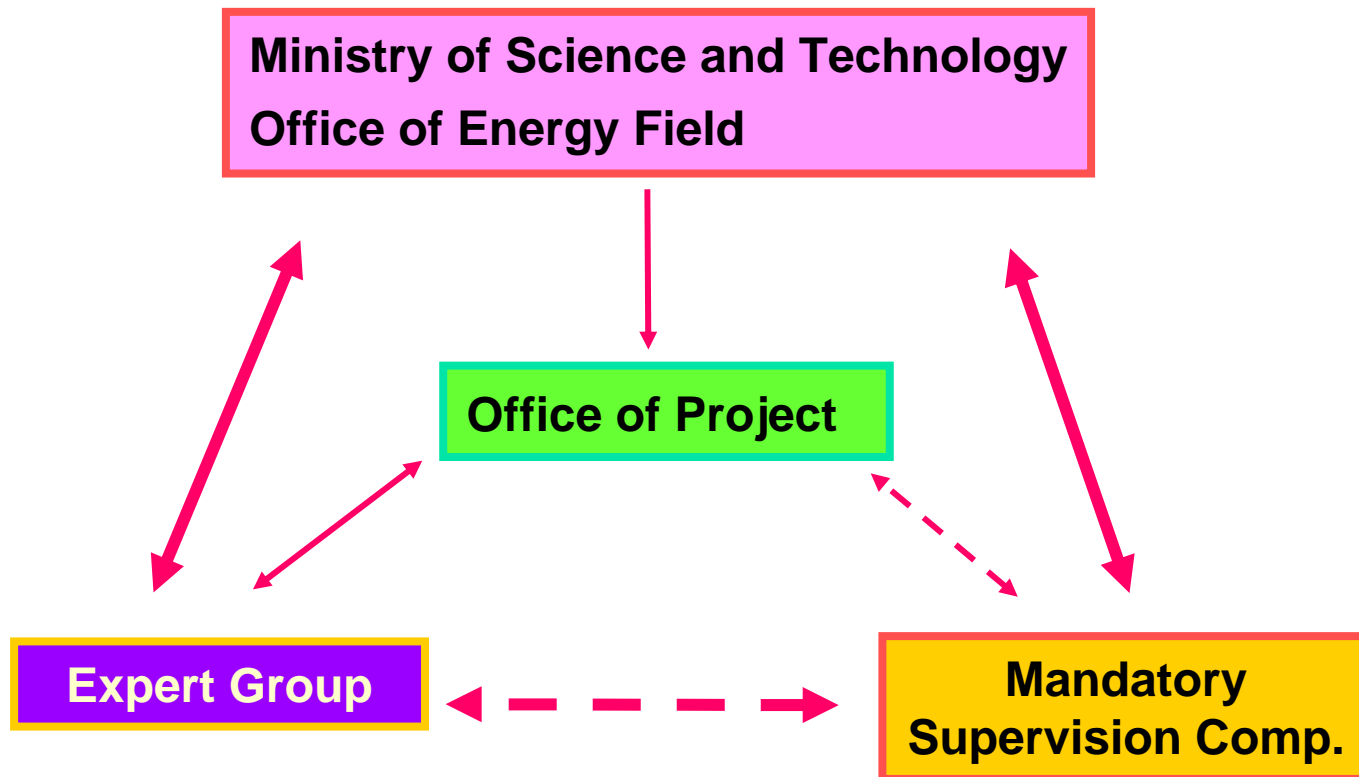 Ministry of Science and Technology
Office of Energy Field
Office of Project
Expert Group
Mandatory
Supervision Comp.